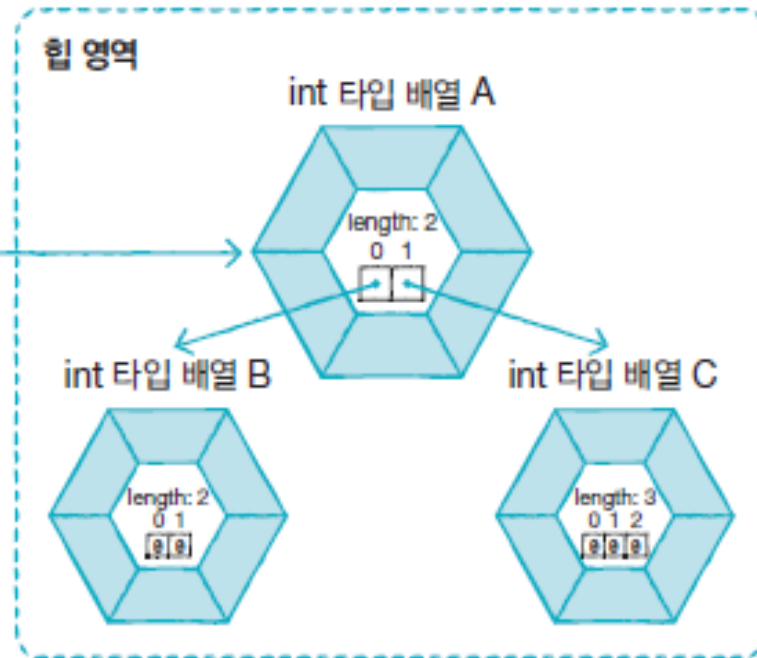 힙 영역
int 타입 배열 A
length: 2
0 1
int 타입 배열 B
int 타입 배열 C
length: 2
0 1
0 0
length: 3
0 1 2
0 0 0